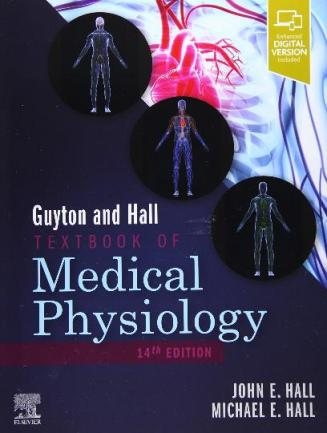 Enhanced
DIGITAL
VERSION
Included
Guyton and Hall
TEXTBOOK OF
Medical
Physiology
14th EDITION
JOHN E. HALL
MICHAEL E. HALL
ELSEVIER